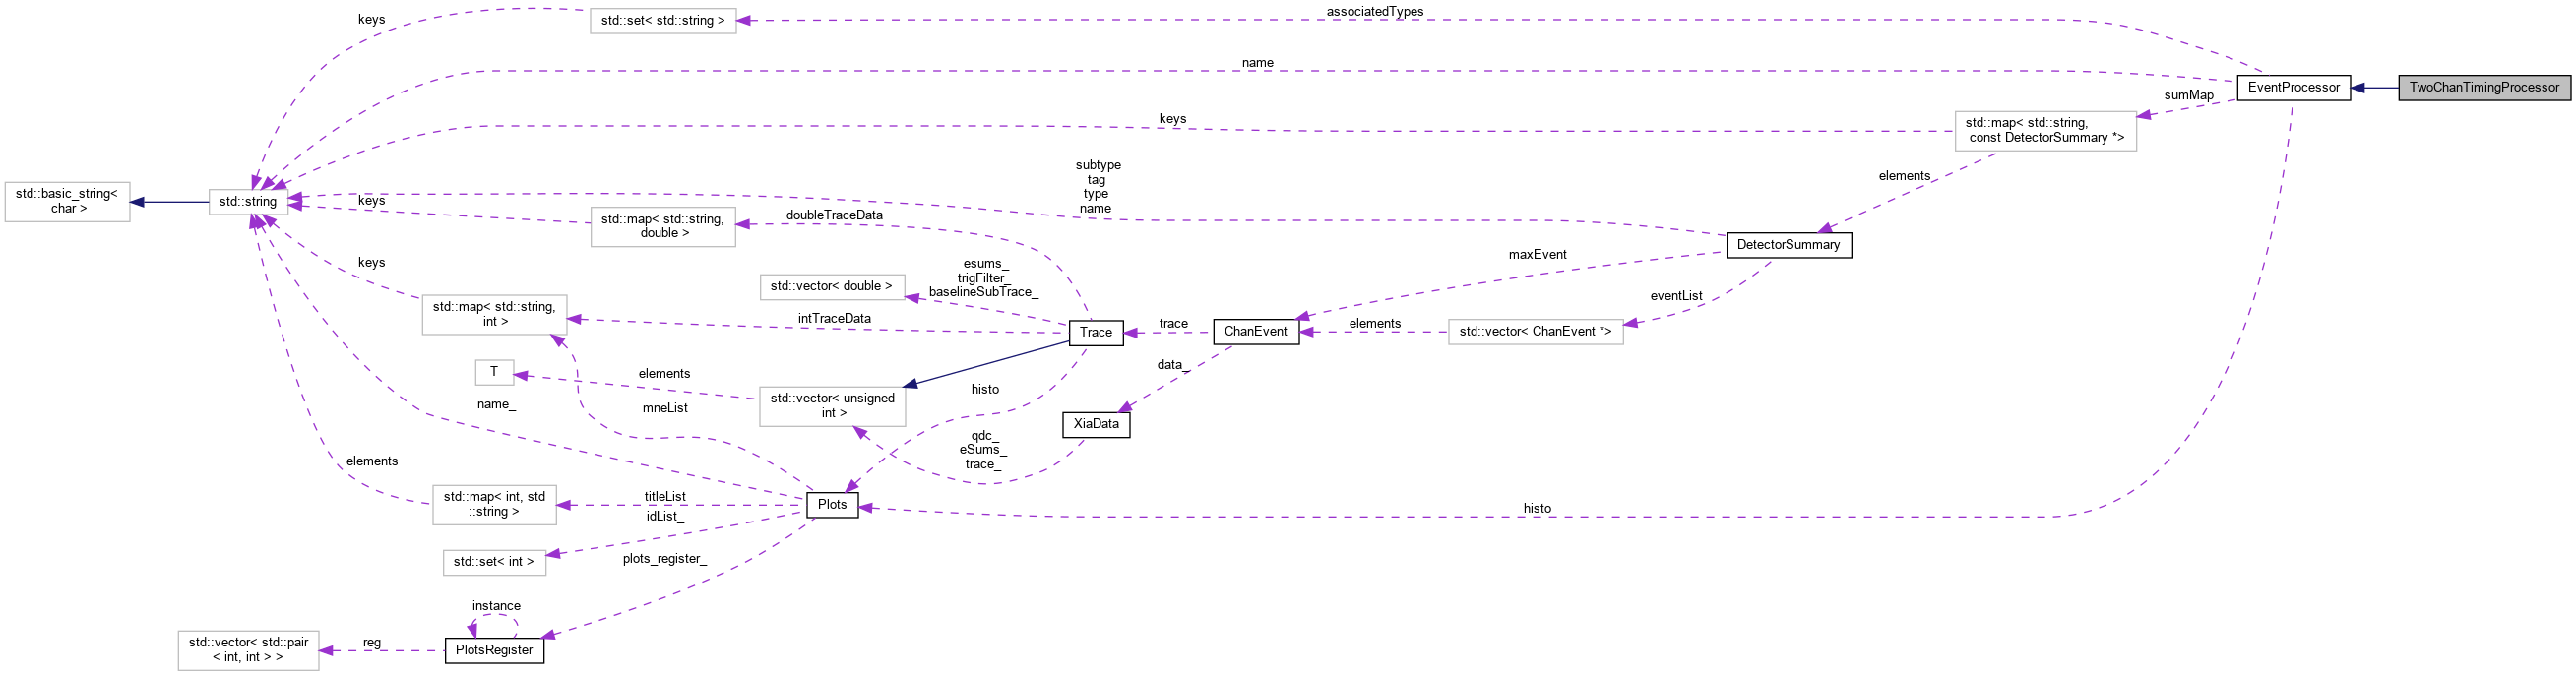 keys
std::set< std::string >
associatedTypes
name
EventProcessor
TwoChanTimingProcessor
sumMap
keys
std::map< std::string,
const DetectorSummary *>
subtype
tag
type
name
elements
std::basic_string<
char >
std::string
keys
std::map< std::string,
double >
doubleTraceData
DetectorSummary
maxEvent
keys
std::vector< double >
esums_
trigFilter_
baselineSubTrace_
eventList
std::map< std::string,
int >
intTraceData
Trace
trace
ChanEvent
elements
std::vector< ChanEvent *>
T
elements
data_
histo
std::vector< unsigned
int >
name_
mneList
XiaData
qdc_
eSums_
trace_
elements
std::map< int, std
::string >
titleList
Plots
histo
idList_
std::set< int >
plots_register_
instance
std::vector< std::pair
< int, int > >
reg
PlotsRegister